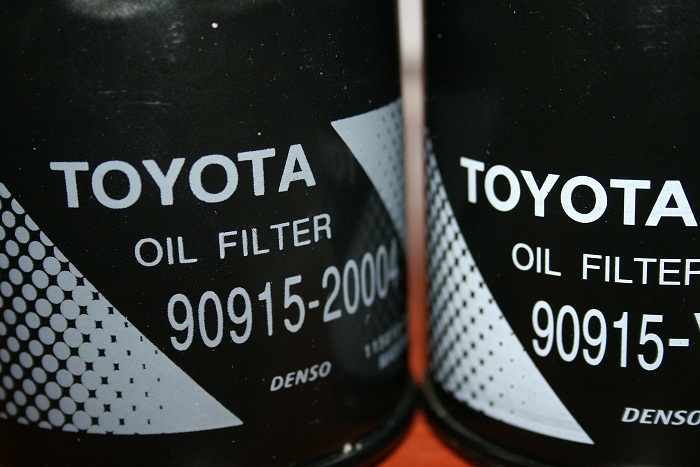 TOYOTA
OIL FILTER
90915-20004
DENSO
TOYOTA
OIL FILTER
90915-
DENSO